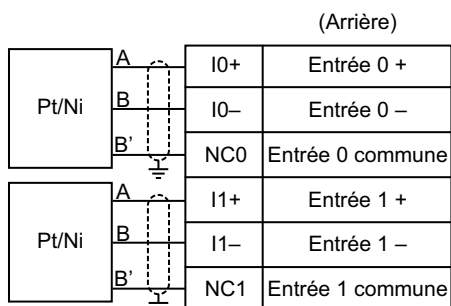 (Arrière)
A I0+ Entrée 0 +
Pt/Ni B I0– Entrée 0 –
B' NC0 Entrée 0 commune
A I1+ Entrée 1 +
Pt/Ni B I1– Entrée 1 –
B' NC1 Entrée 1 commune